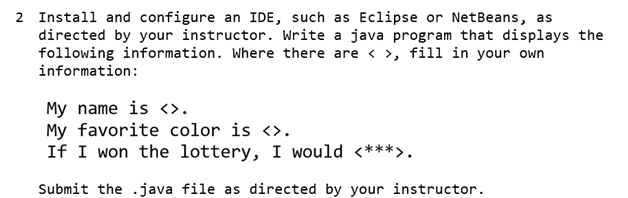 2 Install and configure an IDE, such as Eclipse or NetBeans, as
directed by your instructor. Write a java program that displays the
following information. Where there are < >, fill in your own
information:
My name is <>.
My favorite color is <>.
If I won the lottery, I would <***>.
Submit the .java file as directed by your instructor.